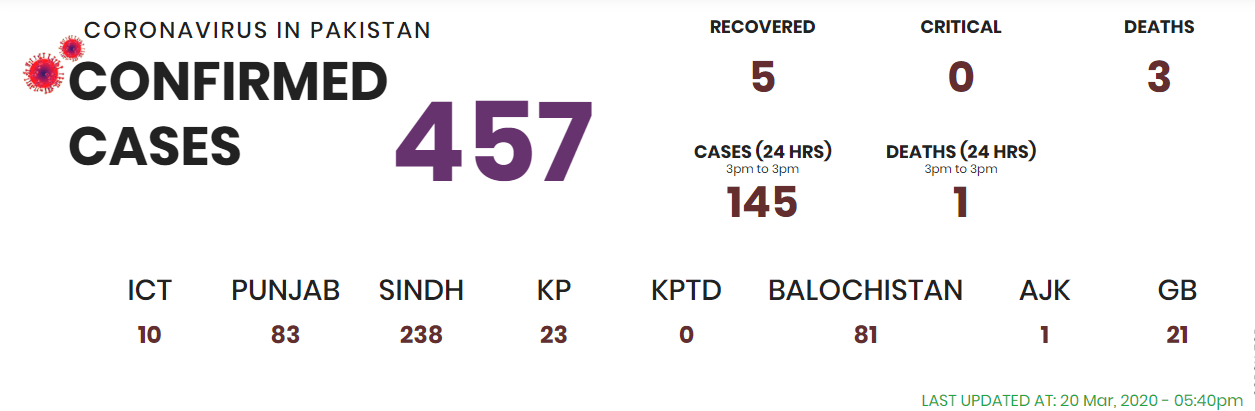 CORONAVIRUS IN PAKISTAN
CONFIRMED
CASES
457
RECOVERED
5
CRITICAL
0
DEATHS
3
CASES (24 HRS)
3pm to 3pm
145
DEATHS (24 HRS)
3pm to 3pm
1
ICT
10
PUNJAB
83
SINDH
238
KP
23
KPTD
0
BALOCHISTAN
81
AJK
1
GB
21
LAST UPDATED AT: 20 Mar, 2020 - 05:40pm